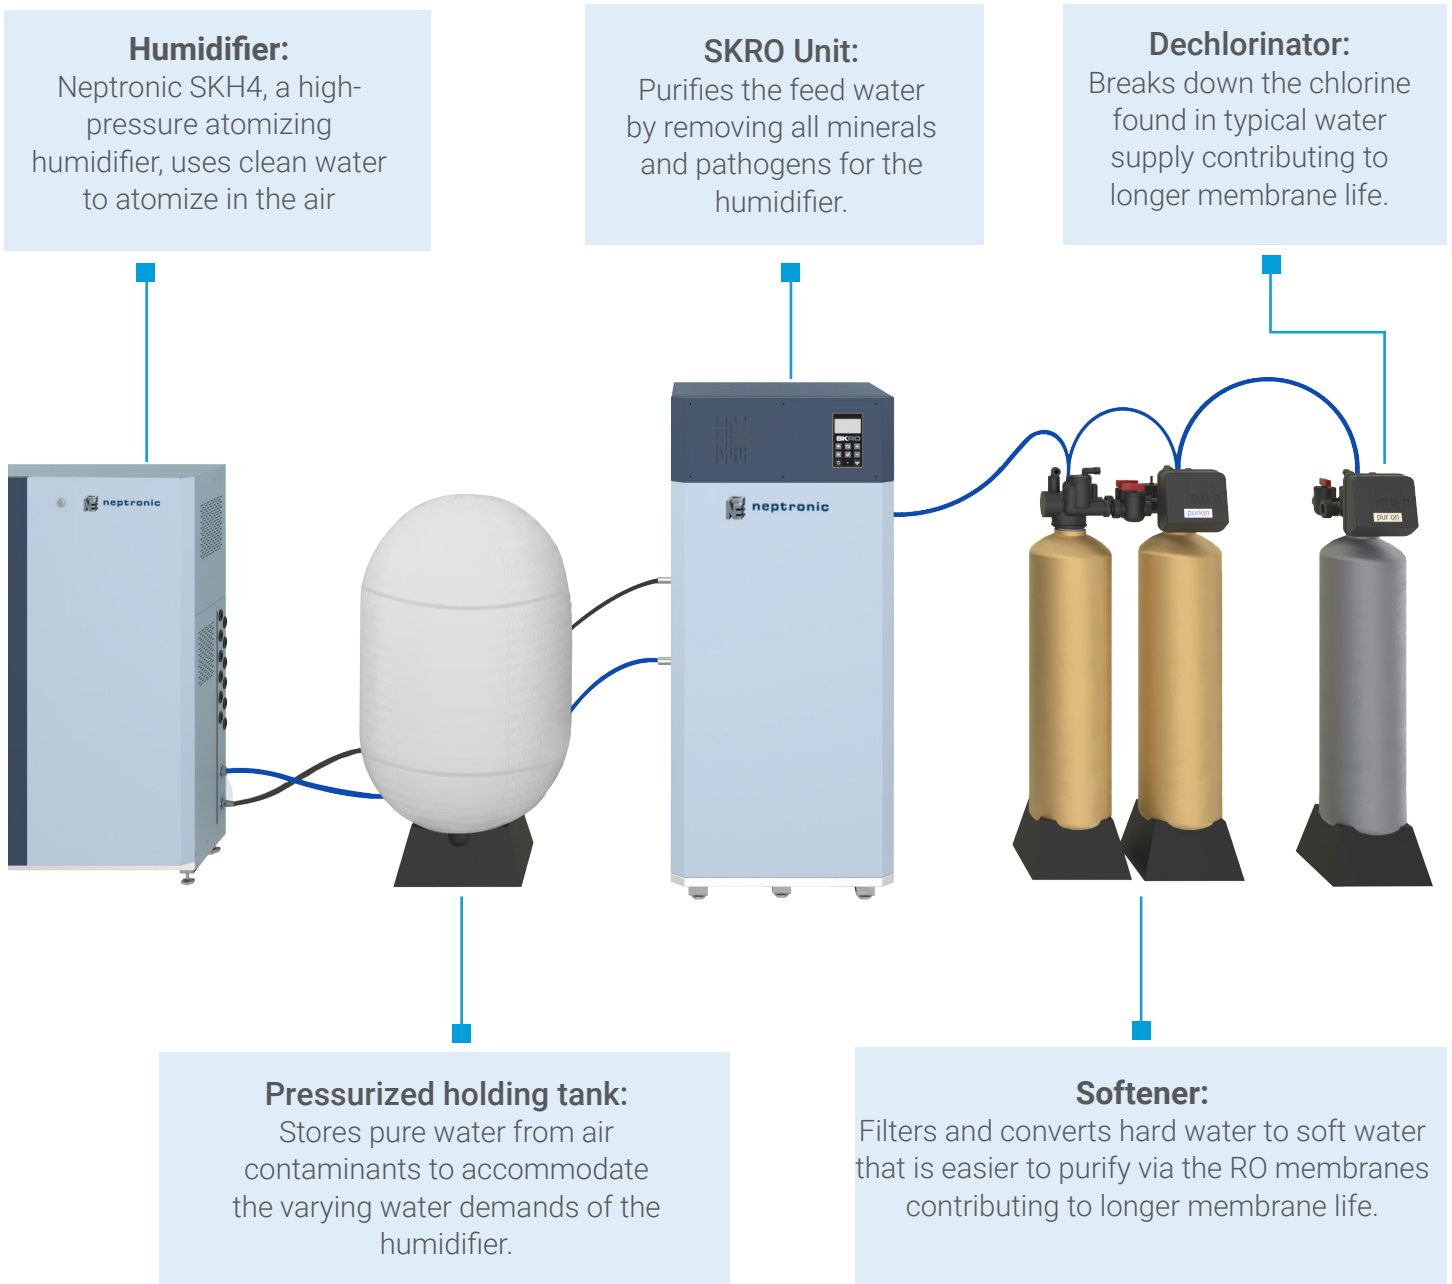 Humidifier:
Neptronic SKH4, a high-
pressure atomizing
humidifier, uses clean water
to atomize in the air
SKRO Unit:
Purifies the feed water
by removing all minerals
and pathogens for the
humidifier.
Dechlorinator:
Breaks down the chlorine
found in typical water
supply contributing to
longer membrane life.
neptronic
SKRO
neptronic
purion
pur on
Pressurized holding tank:
Stores pure water from air
contaminants to accommodate
the varying water demands of the
humidifier.
Softener:
Filters and converts hard water to soft water
that is easier to purify via the RO membranes
contributing to longer membrane life.